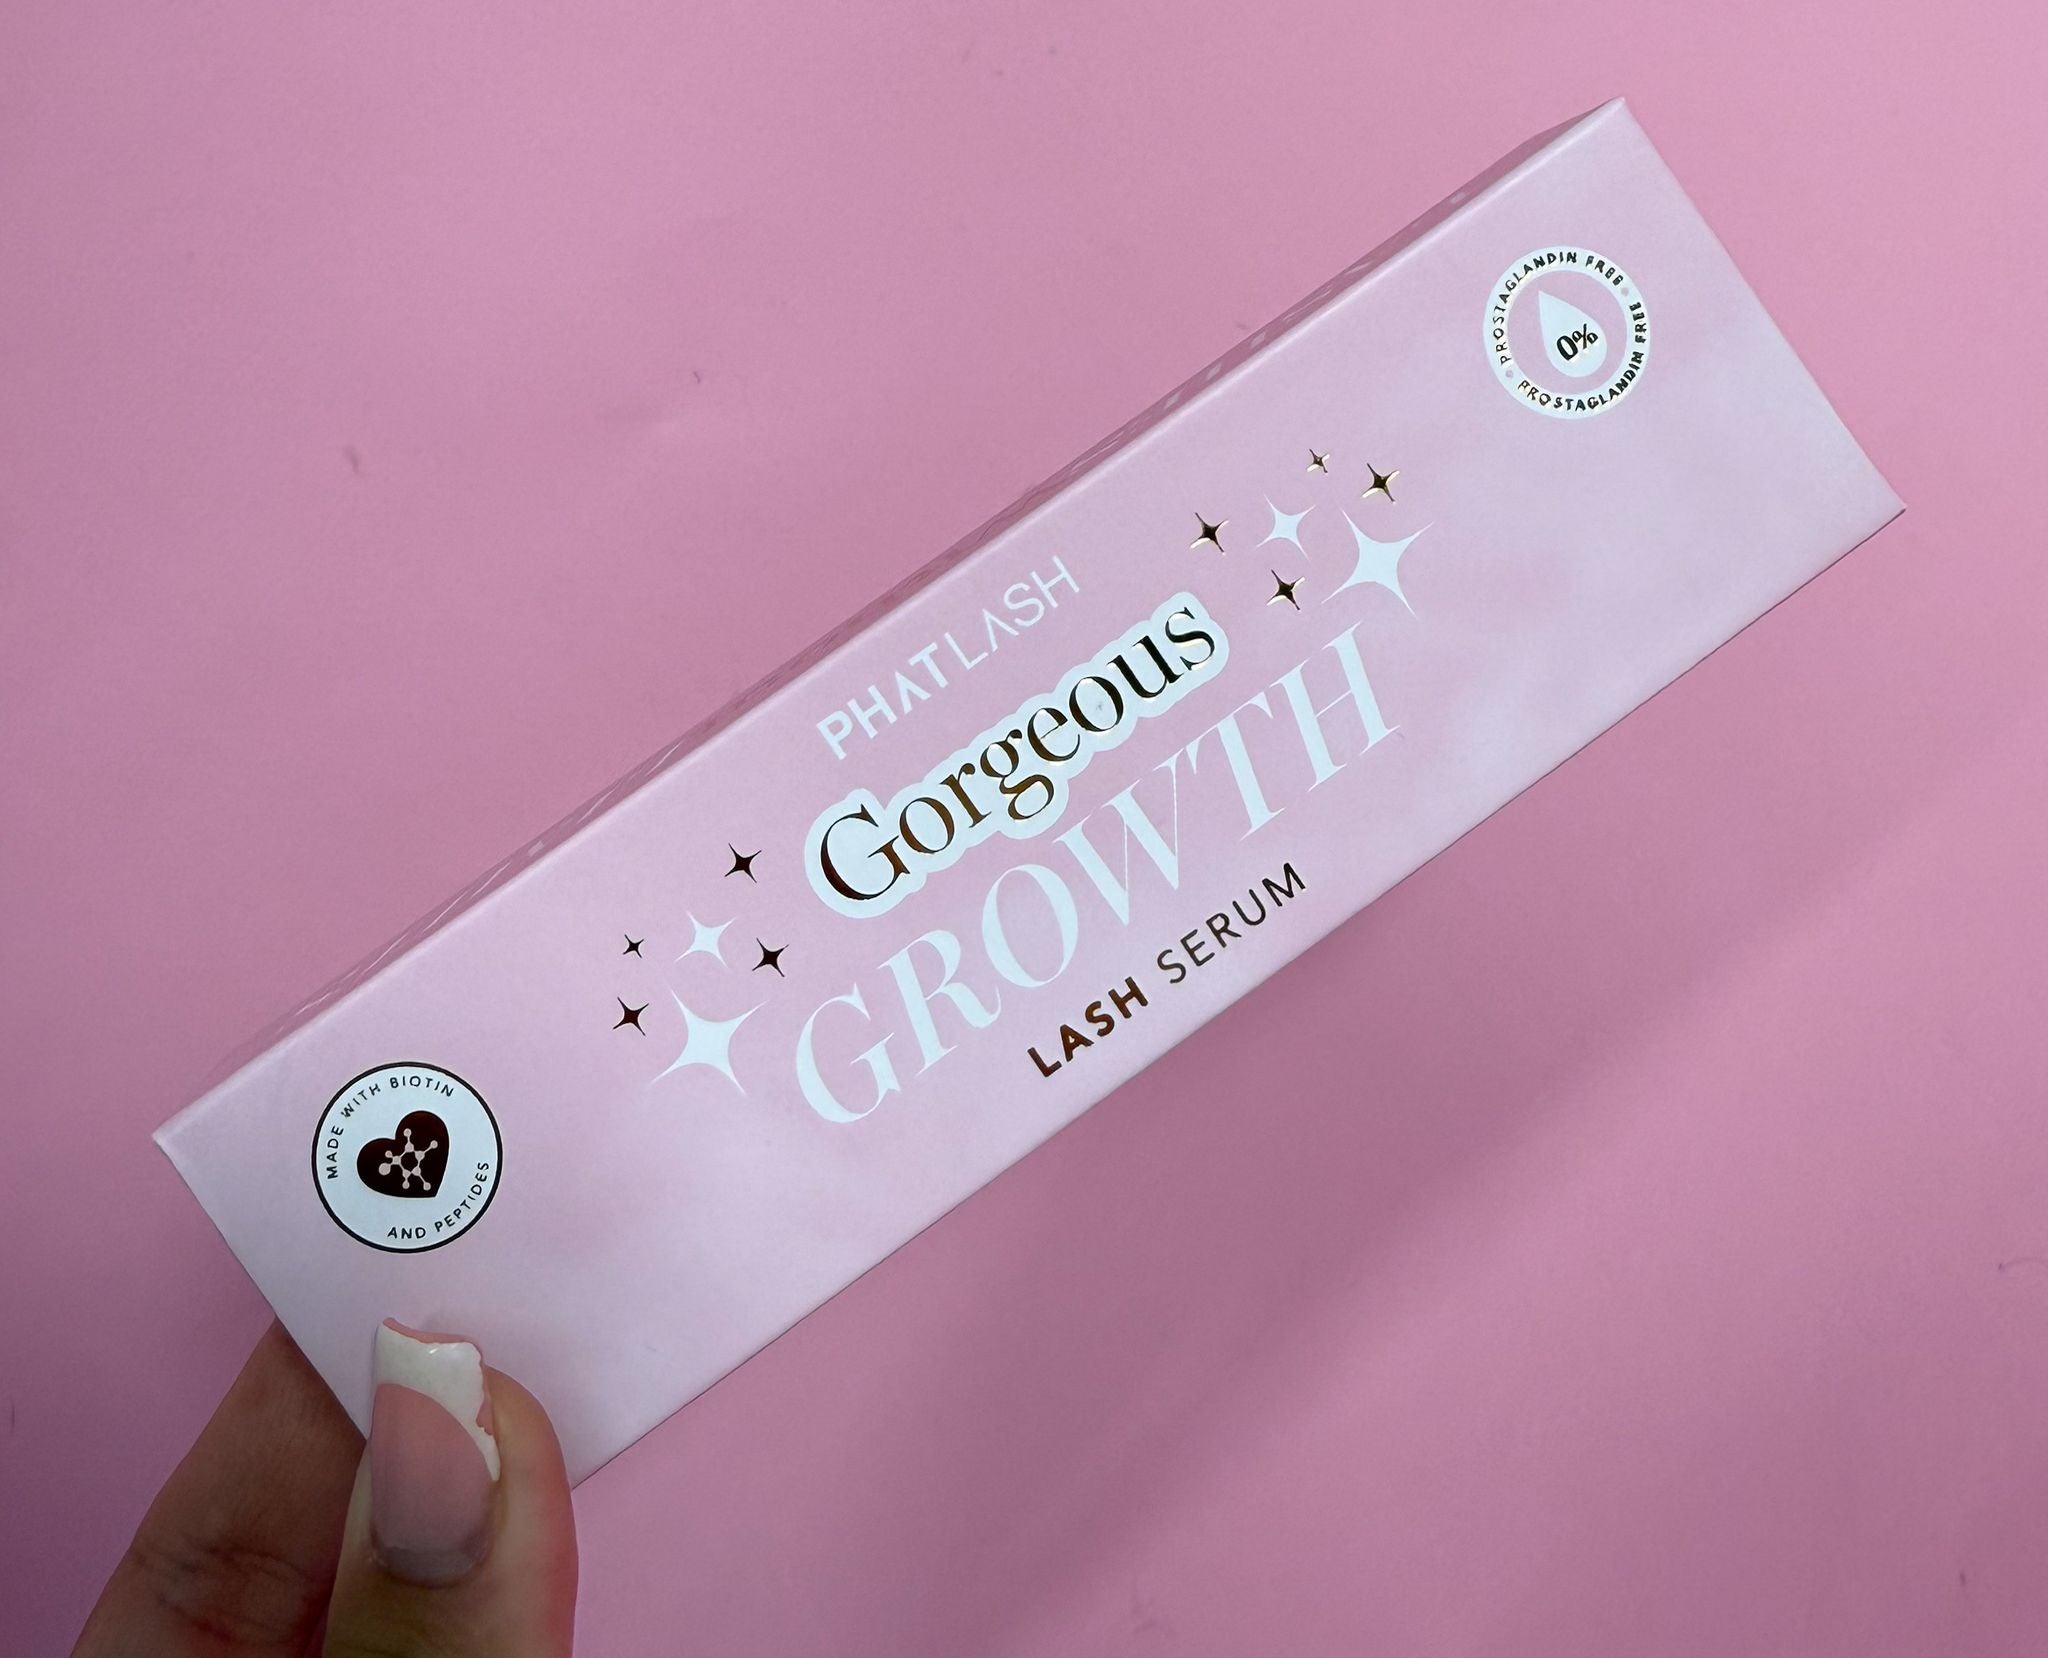 PHATLASH
Gorgeous
GROWTH
LASH SERUM
MADE WITH BIOTIN
AND PEPTIDES
PROSTAGLANDIN FREE
0%
PROSTAGLANDIN FREE